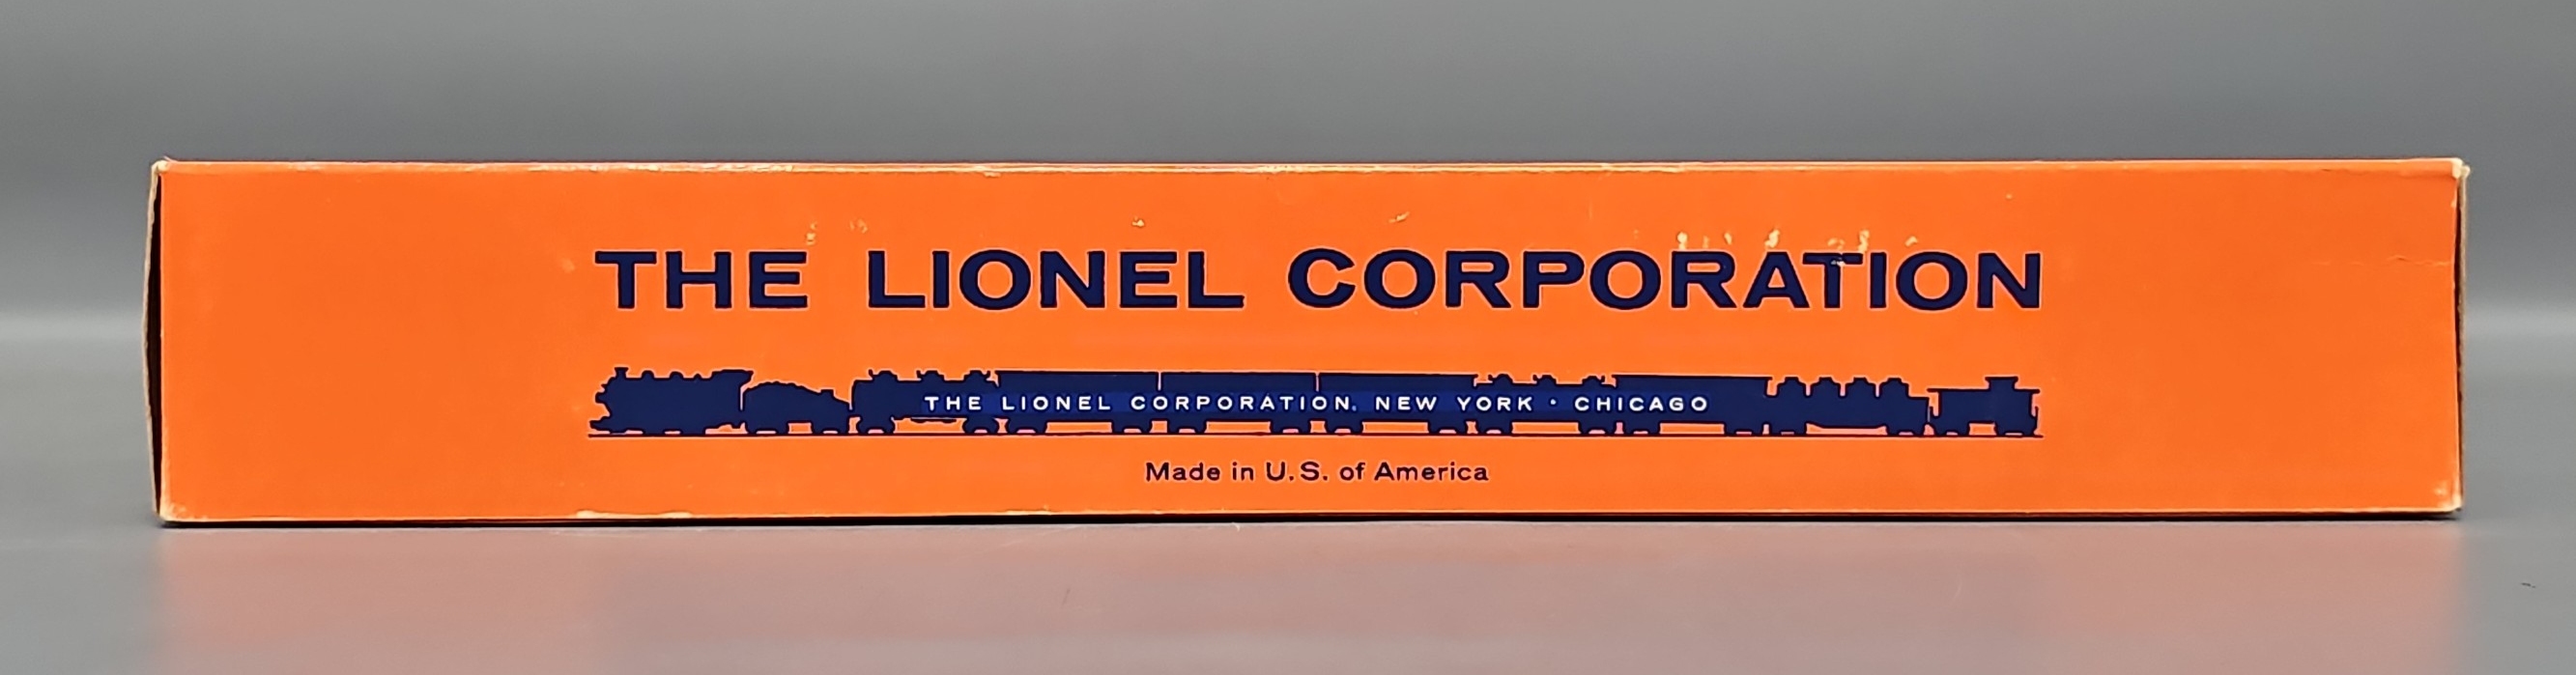 THE LIONEL CORPORATION
THE LIONEL CORPORATION, NEW YORK · CHICAGO
Made in U.S. of America